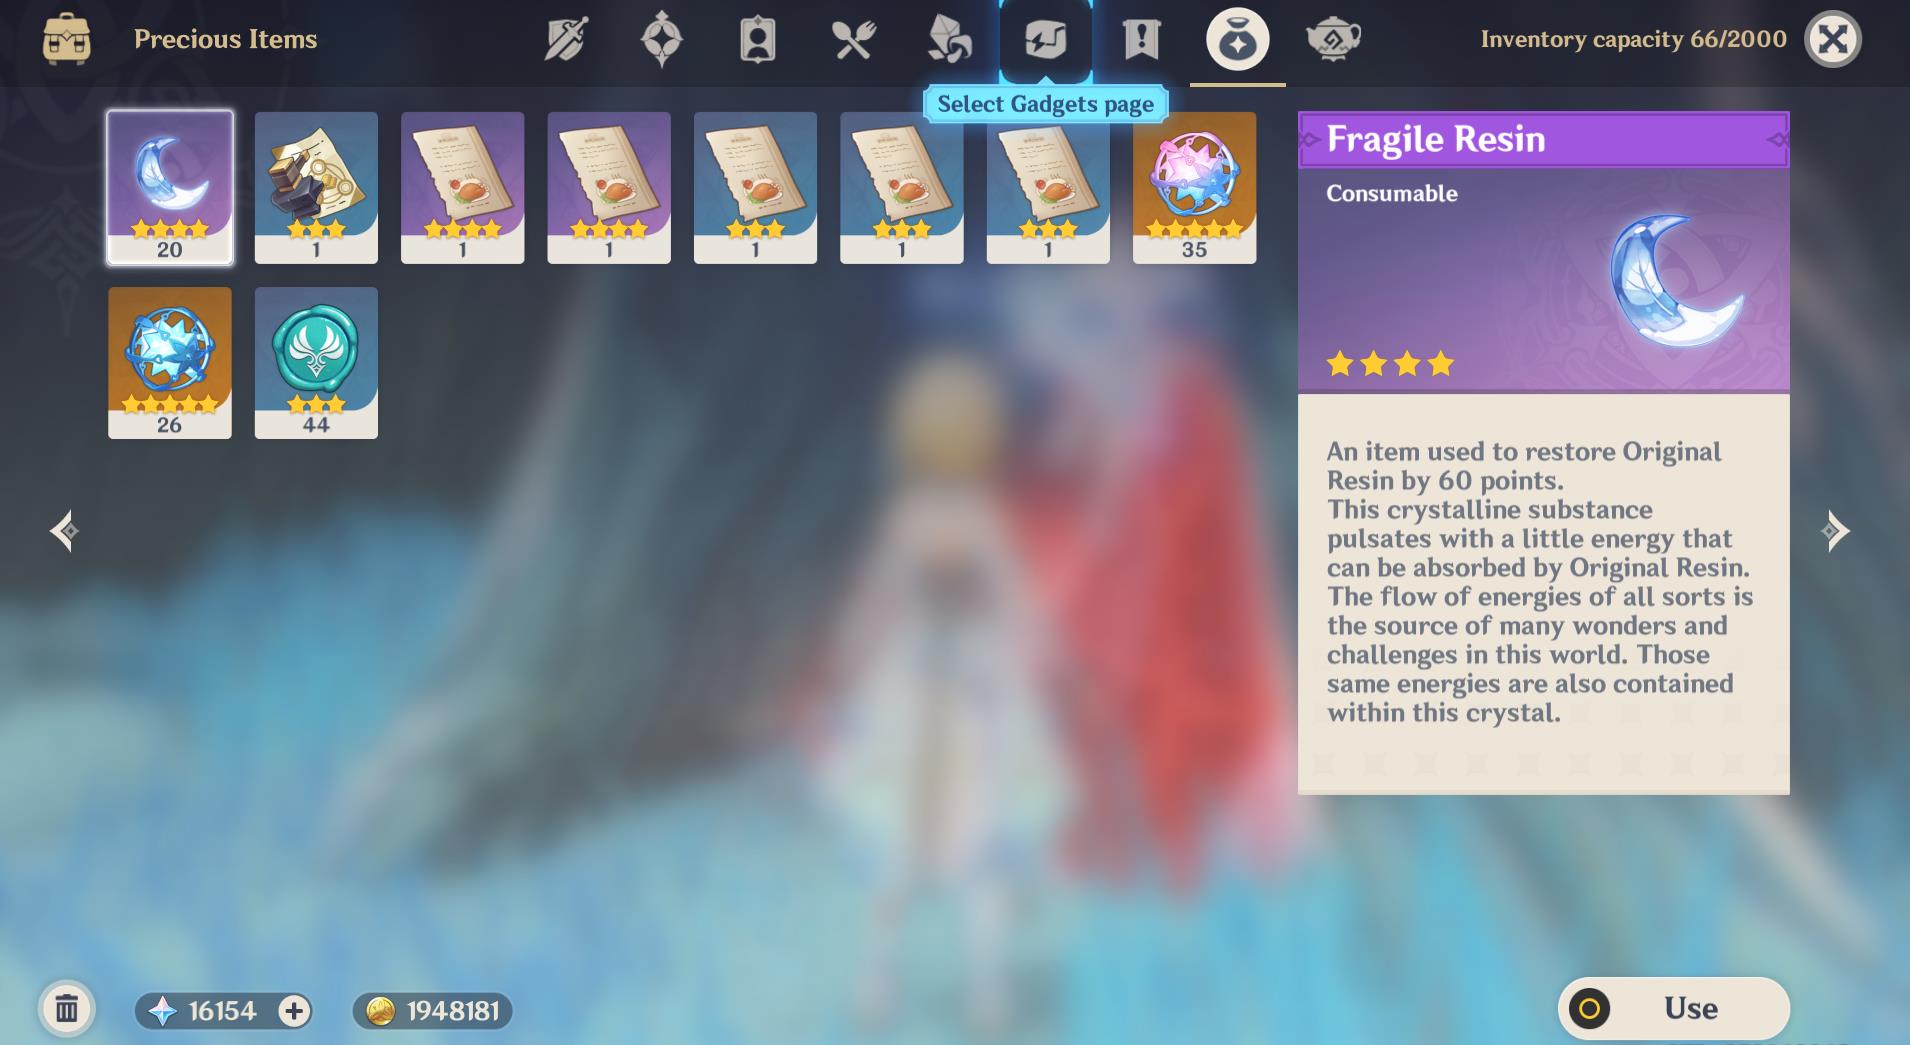 Precious Items
Inventory capacity 66/2000
Select Gadgets page
20
1
1
1
1
1
1
35
26
44
Fragile Resin
Consumable
An item used to restore Original
Resin by 60 points.
This crystalline substance
pulsates with a little energy that
can be absorbed by Original Resin.
The flow of energies of all sorts is
the source of many wonders and
challenges in this world. Those
same energies are also contained
within this crystal.
16154
1948181
Use